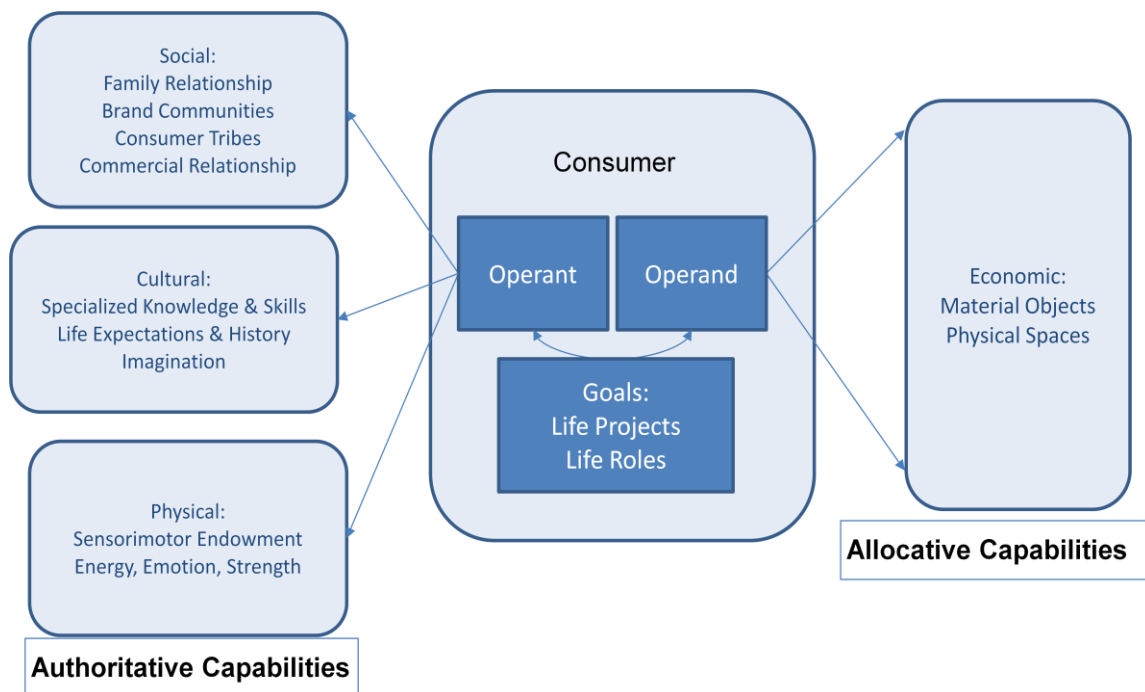 Social:
Family Relationship
Brand Communities
Consumer Tribes
Commercial Relationship
Cultural:
Specialized Knowledge & Skills
Life Expectations & History
Imagination
Physical:
Sensorimotor Endowment
Energy, Emotion, Strength
Authoritative Capabilities
Consumer
Operant
Operand
Goals:
Life Projects
Life Roles
Economic:
Material Objects
Physical Spaces
Allocative Capabilities